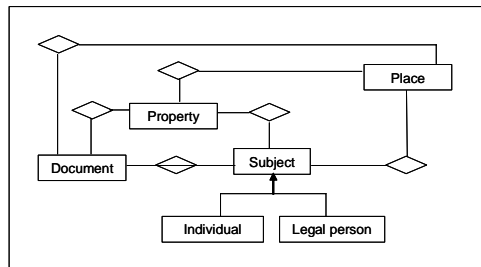 Place
Property
Document
Subject
Individual
Legal person